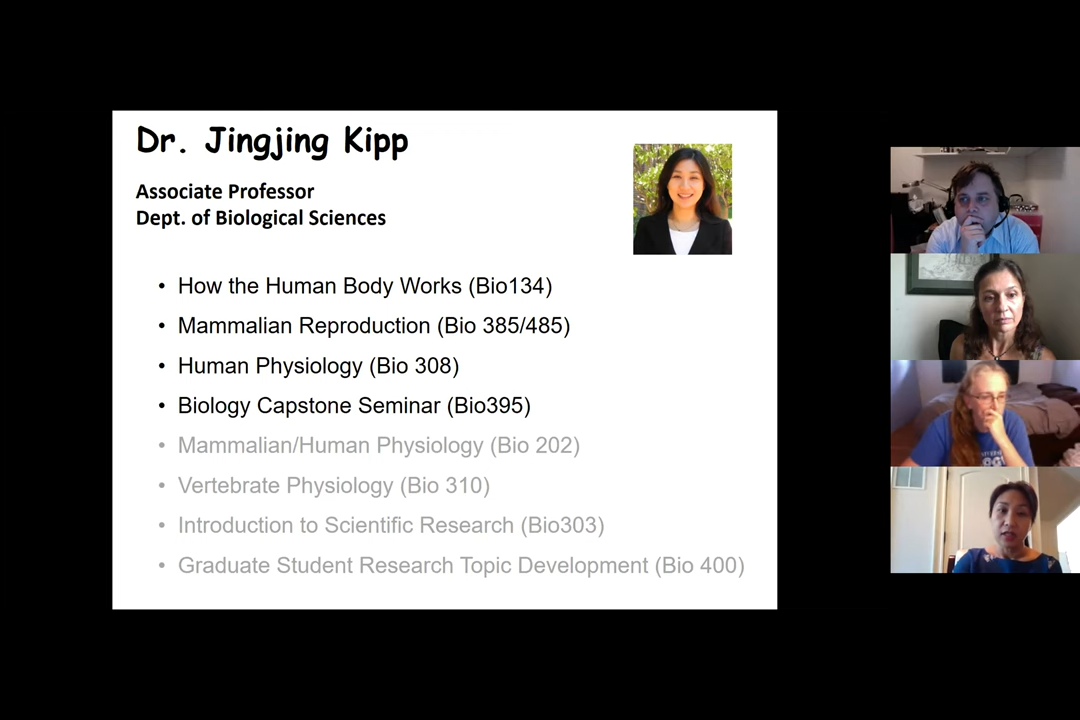 Dr. Jingjing Kipp
Associate Professor
Dept. of Biological Sciences
• How the Human Body Works (Bio134)
• Mammalian Reproduction (Bio 385/485)
• Human Physiology (Bio 308)
• Biology Capstone Seminar (Bio395)
• Mammalian/Human Physiology (Bio 202)
• Vertebrate Physiology (Bio 310)
• Introduction to Scientific Research (Bio303)
• Graduate Student Research Topic Development (Bio 400)